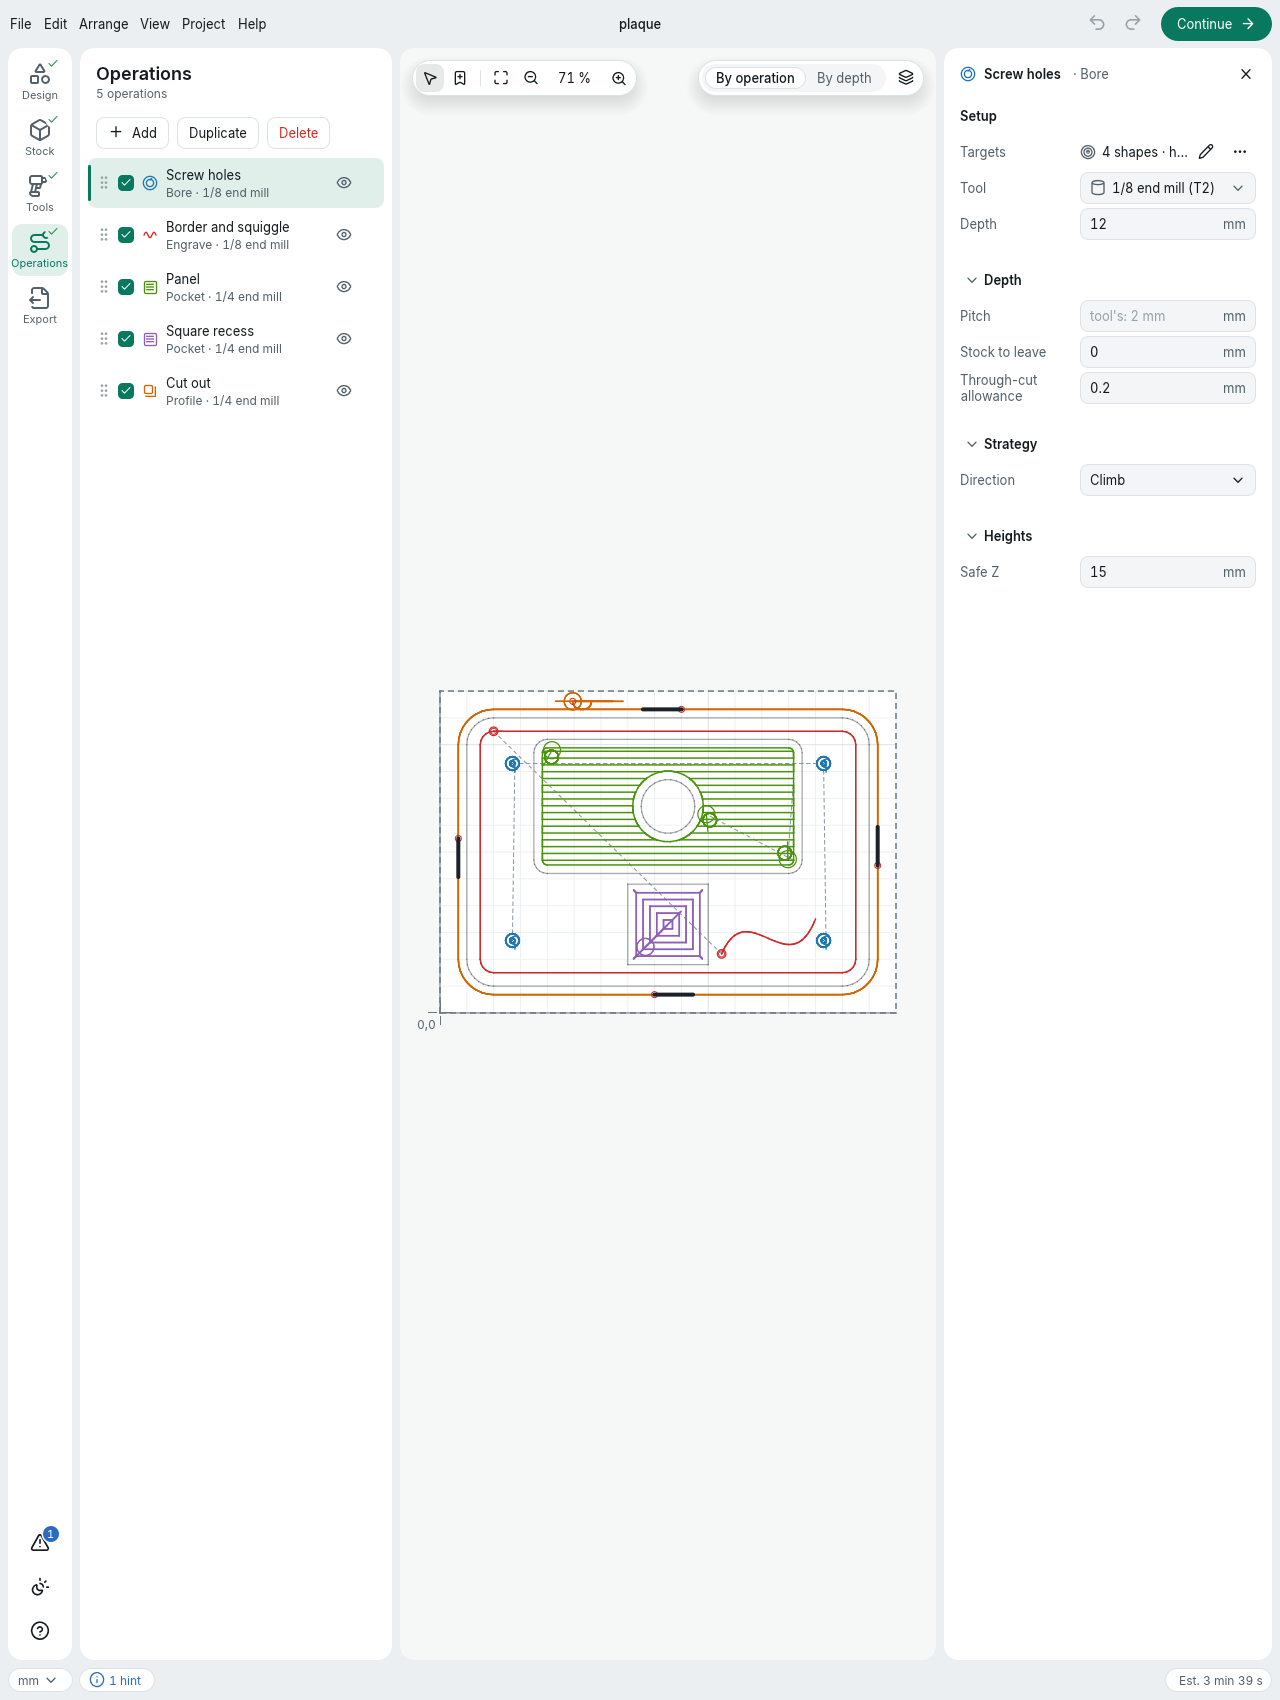 File Edit Arrange View Project Help
plaque
Continue
Design
Stock
Tools
Operations
Export
Operations
5 operations
Add Duplicate Delete
Screw holes
Bore · 1/8 end mill
Border and squiggle
Engrave · 1/8 end mill
Panel
Pocket · 1/4 end mill
Square recess
Pocket · 1/4 end mill
Cut out
Profile · 1/4 end mill
71 %
By operation By depth
0,0
Screw holes · Bore
Setup
Targets 4 shapes · h...
Tool 1/8 end mill (T2)
Depth 12 mm
Depth
Pitch tool's: 2 mm mm
Stock to leave 0 mm
Through-cut
allowance 0.2 mm
Strategy
Direction Climb
Heights
Safe Z 15 mm
1
mm
1 hint
Est. 3 min 39 s